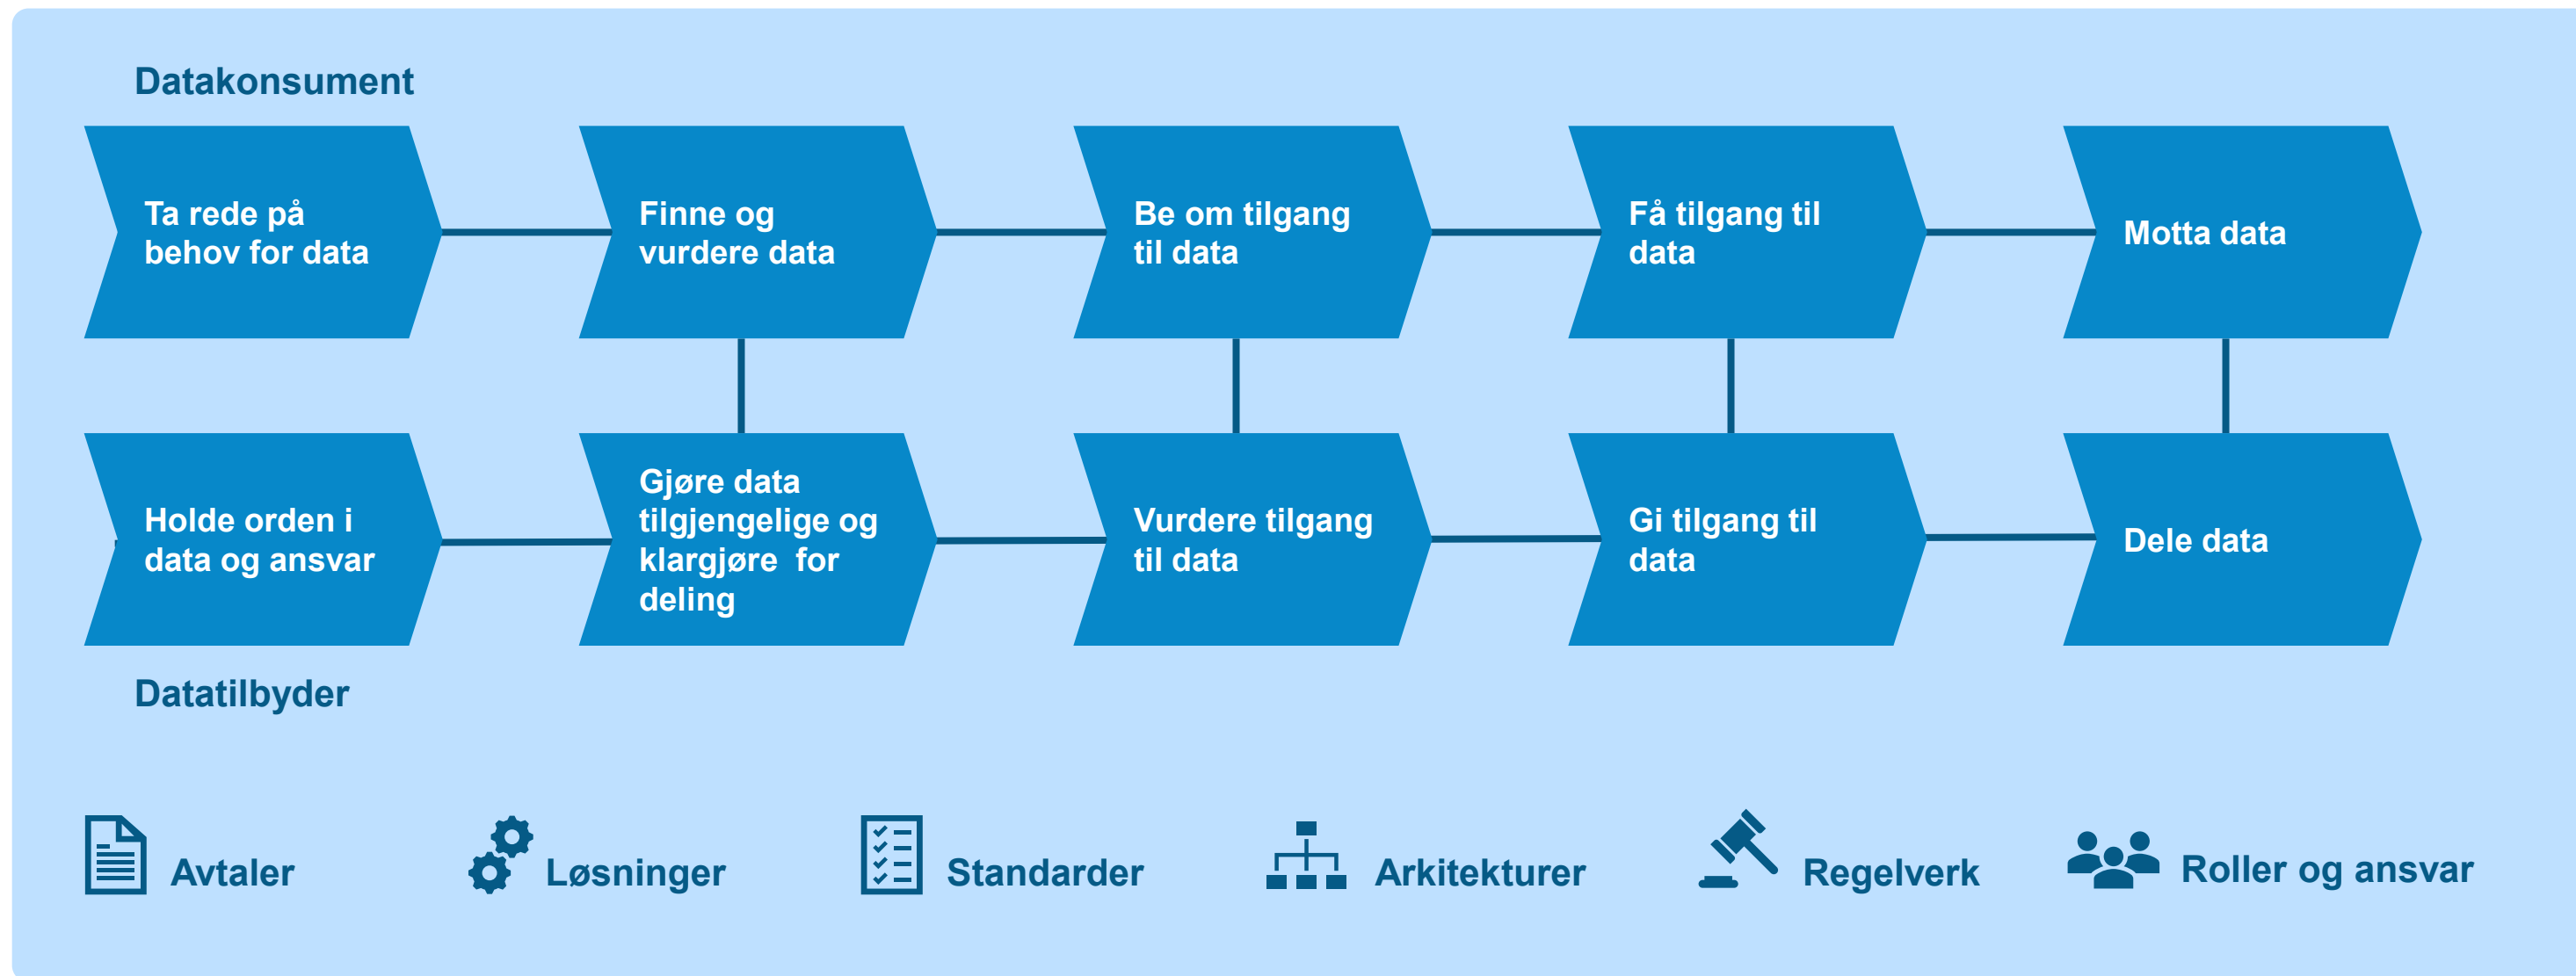 Datakonsument
Ta rede på
behov for data
Finne og
vurdere data
Be om tilgang
til data
Få tilgang til
data
Motta data
Holde orden i
data og ansvar
Gjøre data
tilgjengelige og
klargjøre  for
deling
Vurdere tilgang
til data
Gi tilgang til
data
Dele data
Datatilbyder
Avtaler
Løsninger
Standarder
Arkitekturer
Regelverk
Roller og ansvar